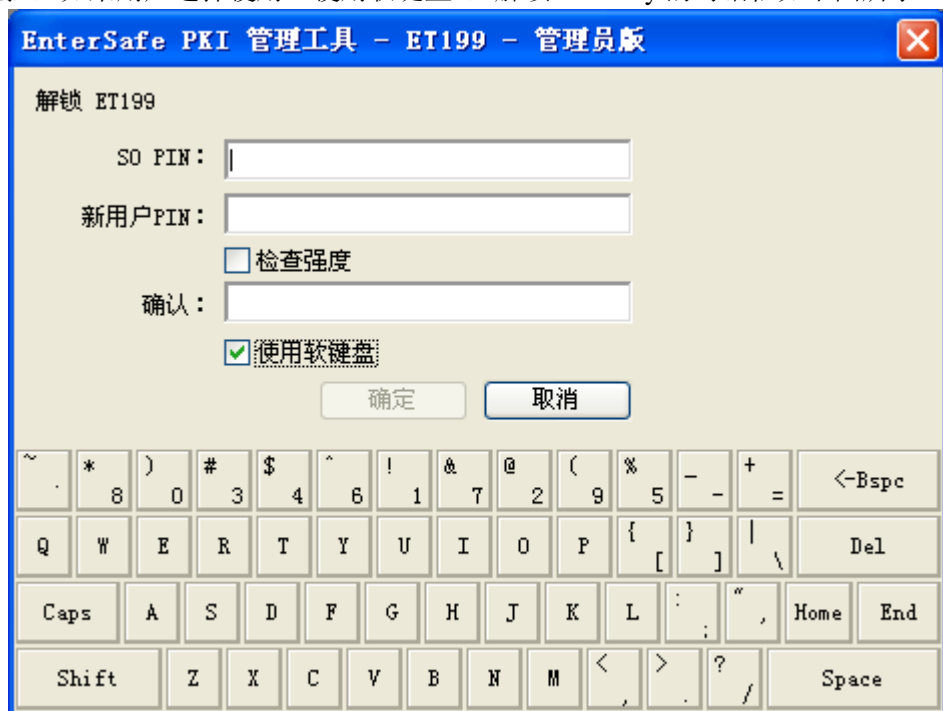 EnterSafe PKI 管理工具 - ET199 - 管理员版
解锁 ET199
SO PIN:
新用户PIN:
检查强度
确认:
使用软键盘
确定 取消
~ . * 8 ) 0 # 3 $ 4 ^ 6 ! 1 & 7 @ 2 ( 9 % 5 _ - + = <-Bspc
Q W E R T Y U I O P { [ } ] | \ Del
Caps A S D F G H J K L : ; " , Home End
Shift Z X C V B N M < , > . ? / Space